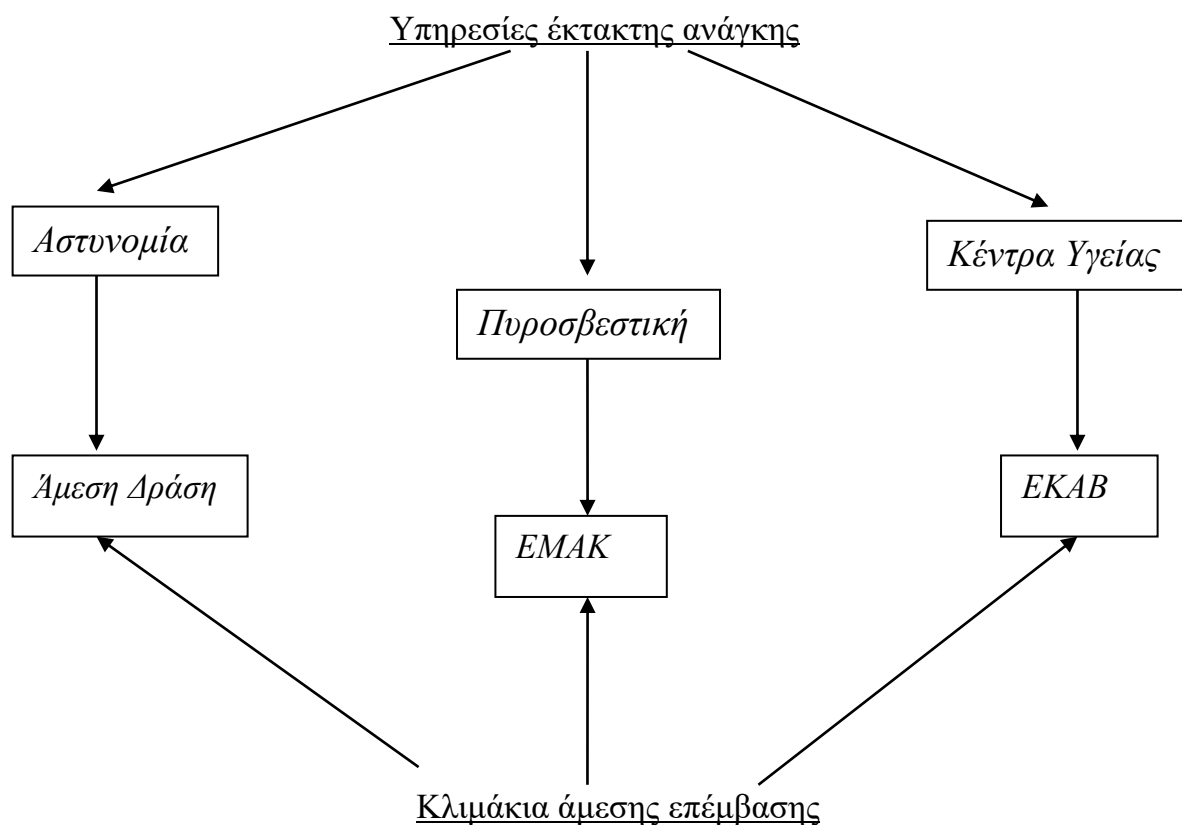 Υπηρεσίες έκτακτης ανάγκης
Αστυνομία
Κέντρα Υγείας
Πυροσβεστική
Άμεση Δράση
ΕΚΑΒ
ΕΜΑΚ
Κλιμάκια άμεσης επέμβασης